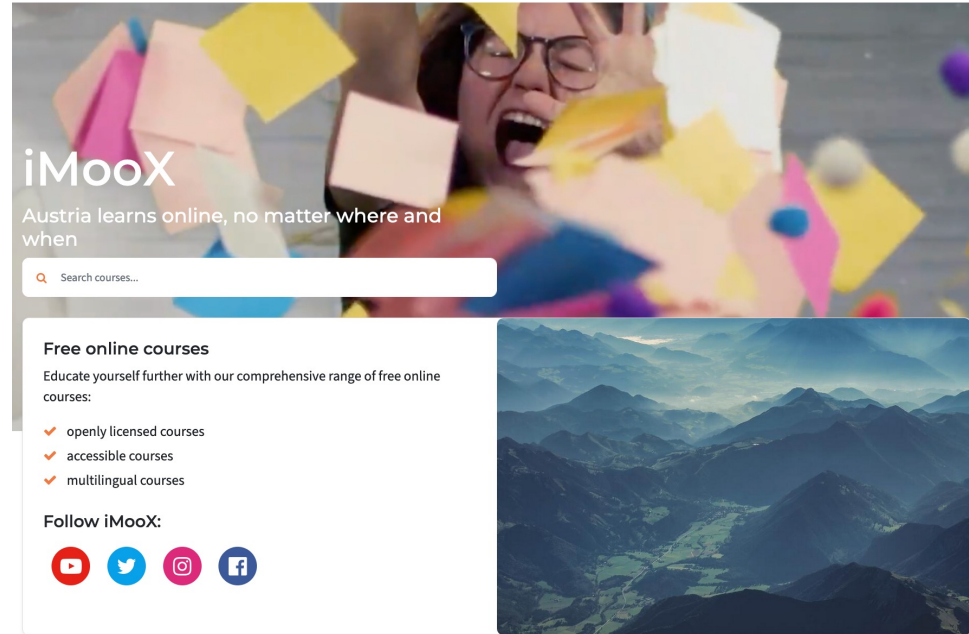 iMooX
Austria learns online, no matter where and
when
Search courses...
Free online courses
Educate yourself further with our comprehensive range of free online
courses:
openly licensed courses
accessible courses
multilingual courses
Follow iMooX: